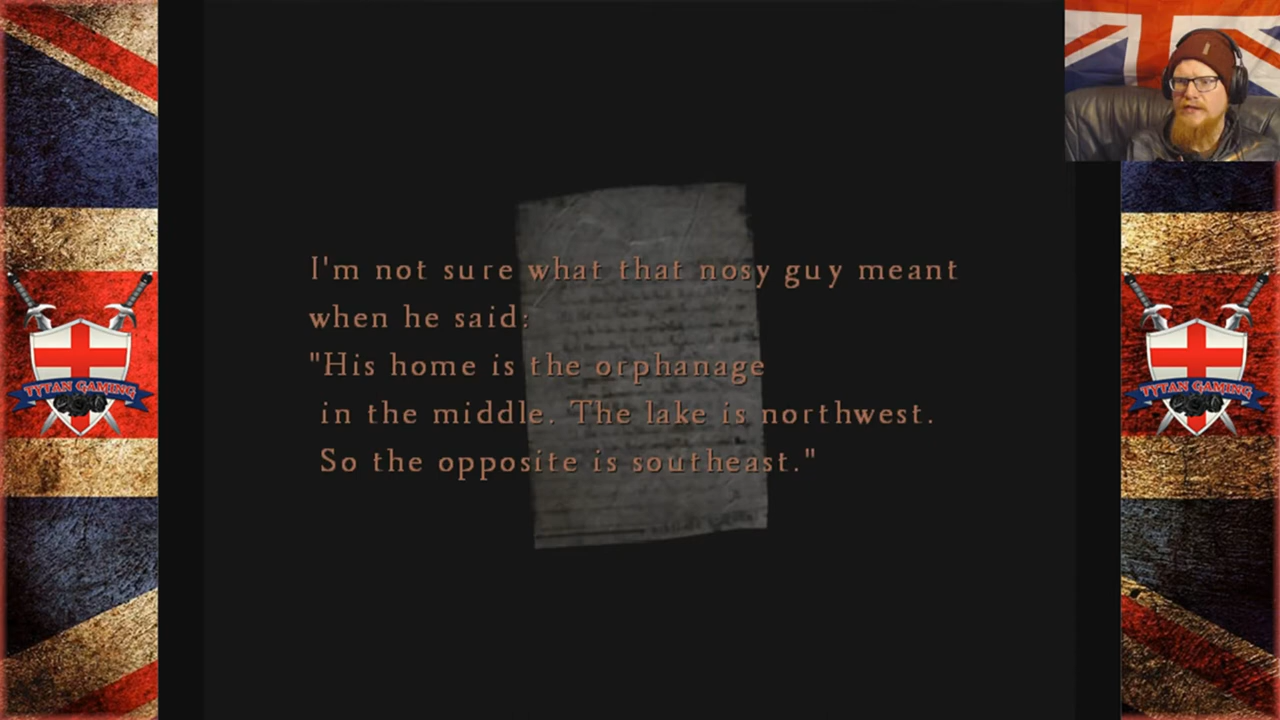 I'm not sure what that nosy guy meant
when he said:
"His home is the orphanage
in the middle. The lake is northwest.
So the opposite is southeast."
TYTAN GAMING
TYTAN GAMING